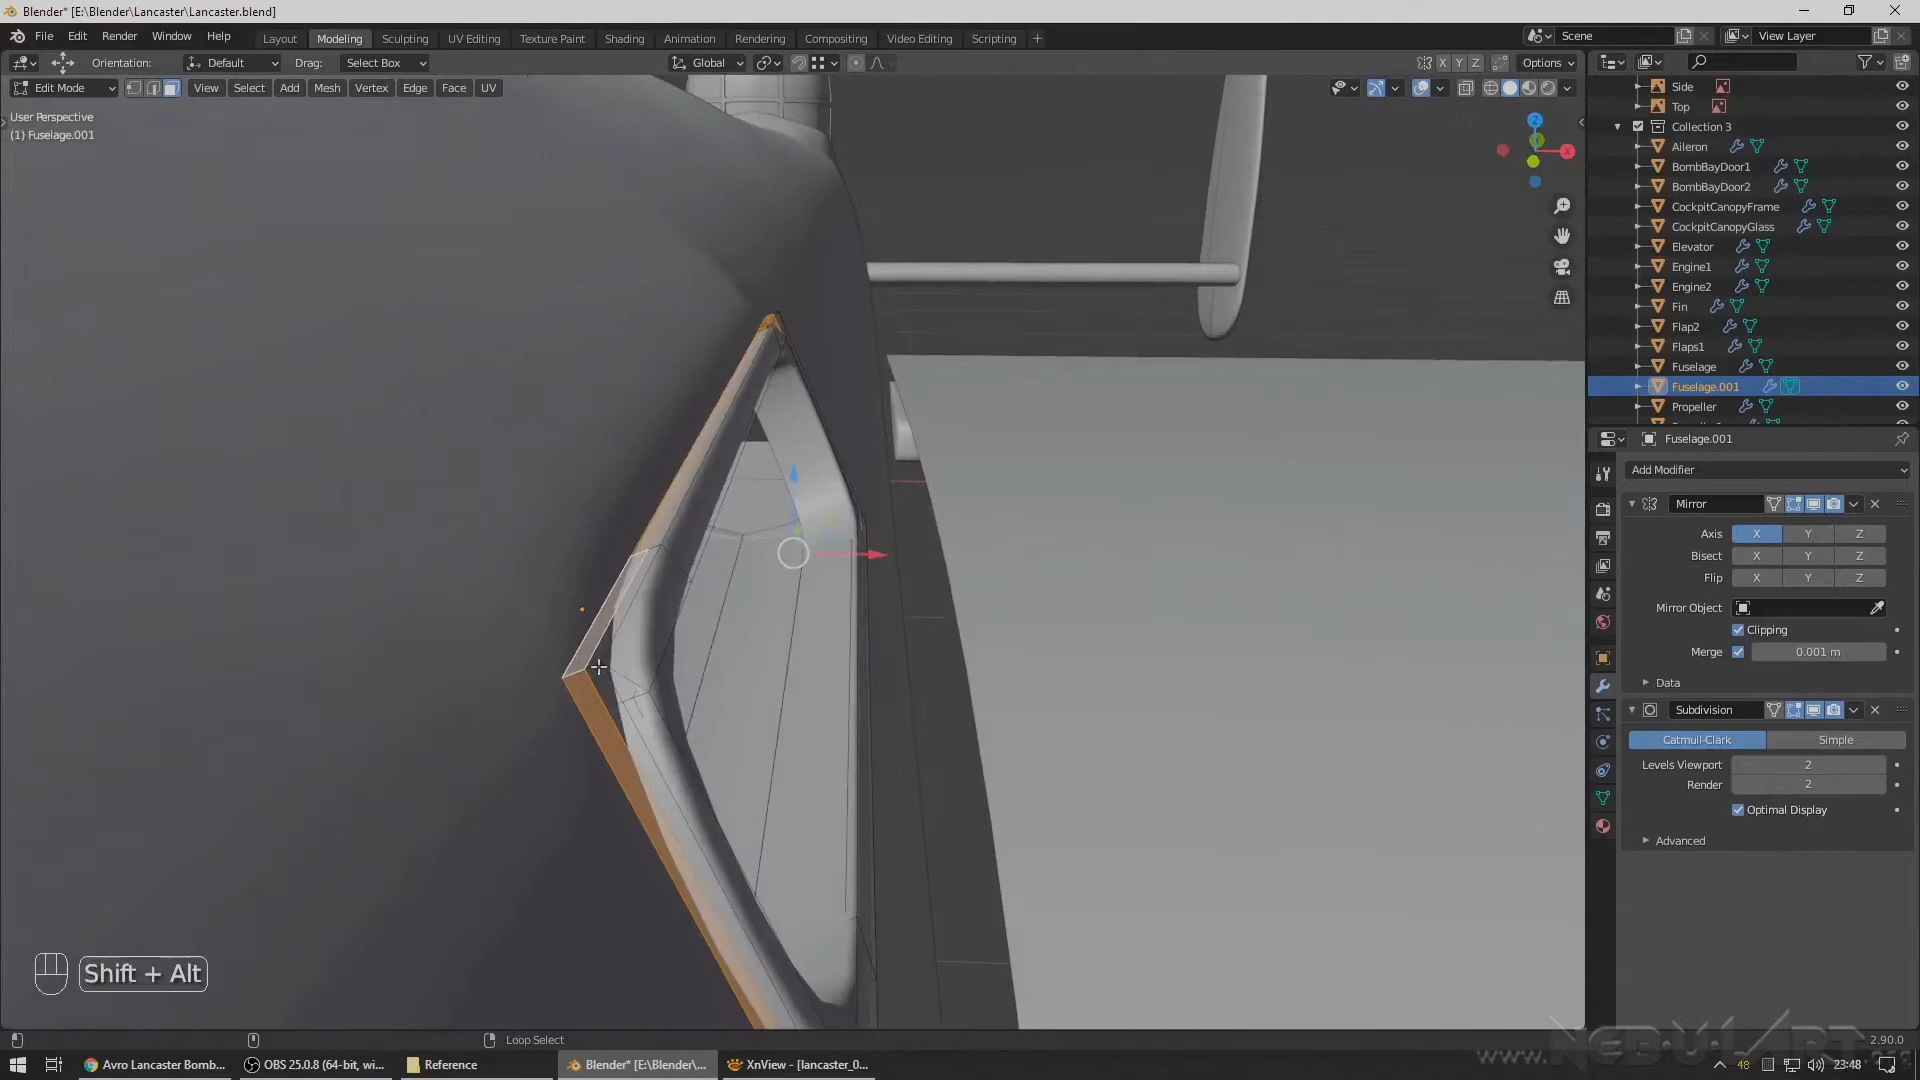 Blender* [E:\Blender\Lancaster\Lancaster.blend]
File Edit Render Window Help Layout Modeling Sculpting UV Editing Texture Paint Shading Animation Rendering Compositing Video Editing Scripting + Scene View Layer
Orientation: Default Drag: Select Box Global X Y Z Options
Edit Mode View Select Add Mesh Vertex Edge Face UV
User Perspective
(1) Fuselage.001
Z
X
Side
Top
Collection 3
Aileron
BombBayDoor1
BombBayDoor2
CockpitCanopyFrame
CockpitCanopyGlass
Elevator
Engine1
Engine2
Fin
Flap2
Flaps1
Fuselage
Fuselage.001
Propeller
Fuselage.001
Add Modifier
Mirror
Axis X Y Z
Bisect X Y Z
Flip X Y Z
Mirror Object
Clipping
Merge 0.001 m
Data
Subdivision
Catmull-Clark Simple
Levels Viewport 2
Render 2
Optimal Display
Advanced
Shift + Alt
Loop Select
2.90.0
Avro Lancaster Bomb... OBS 25.0.8 (64-bit, wi... Reference Blender* [E:\Blender\... XnView - [lancaster_0... 48 23:48